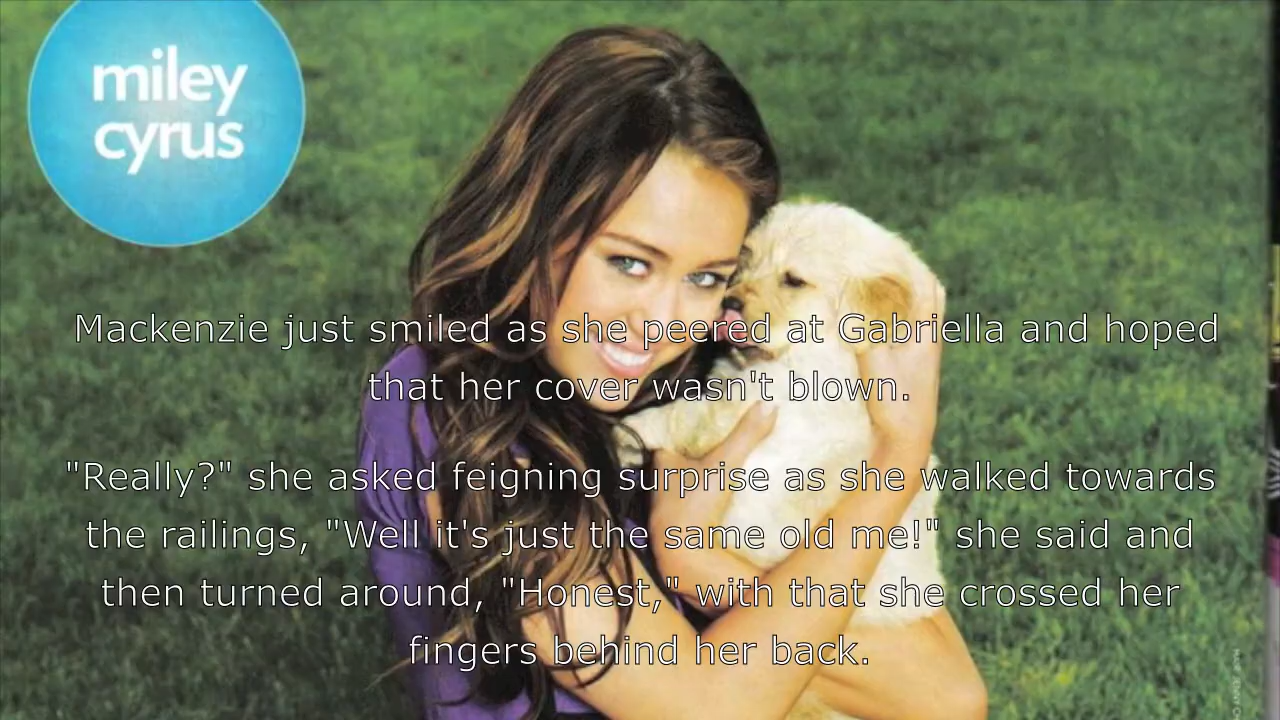 miley
cyrus
Mackenzie just smiled as she peered at Gabriella and hoped
that her cover wasn't blown.
"Really?" she asked feigning surprise as she walked towards
the railings, "Well it's just the same old me!" she said and
then turned around, "Honest," with that she crossed her
fingers behind her back.